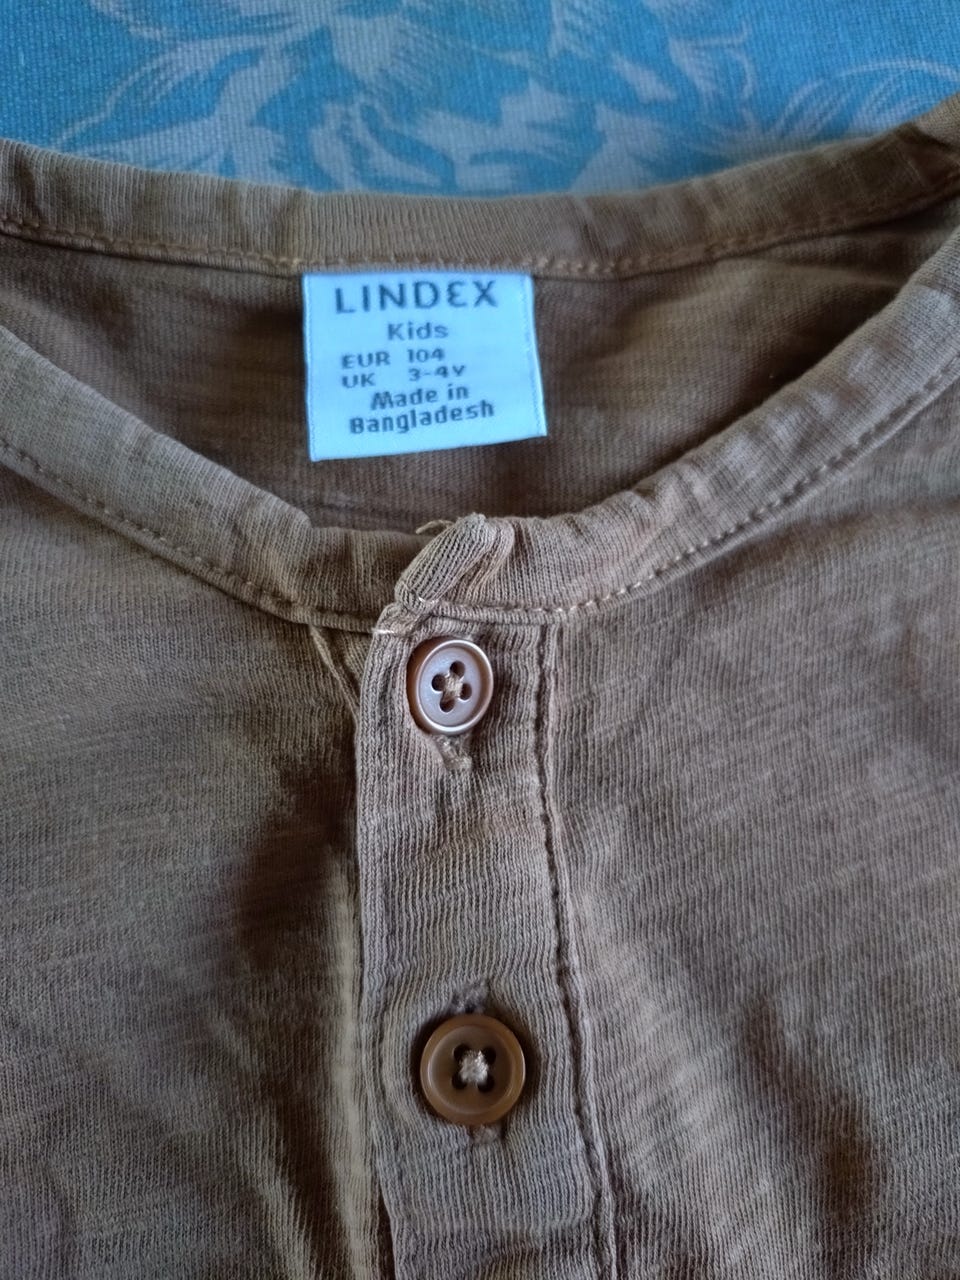 LINDEX
Kids
EUR 104
UK 3-4Y
Made in
Bangladesh